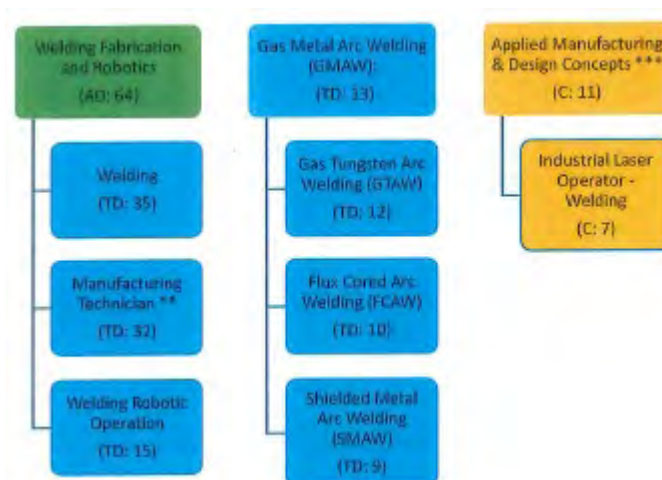 Welding Fabrication
and Robotics
(AD: 64)
Welding
(TD: 35)
Manufacturing
Technician **
(TD: 32)
Welding Robotic
Operation
(TD: 15)
Gas Metal Arc Welding
(GMAW):
(TD: 13)
Gas Tungsten Arc
Welding (GTAW)
(TD: 12)
Flux Cored Arc
Welding (FCAW)
(TD: 10)
Shielded Metal
Arc Welding
(SMAW)
(TD: 9)
Applied Manufacturing
& Design Concepts ***
(C: 11)
Industrial Laser
Operator -
Welding
(C: 7)